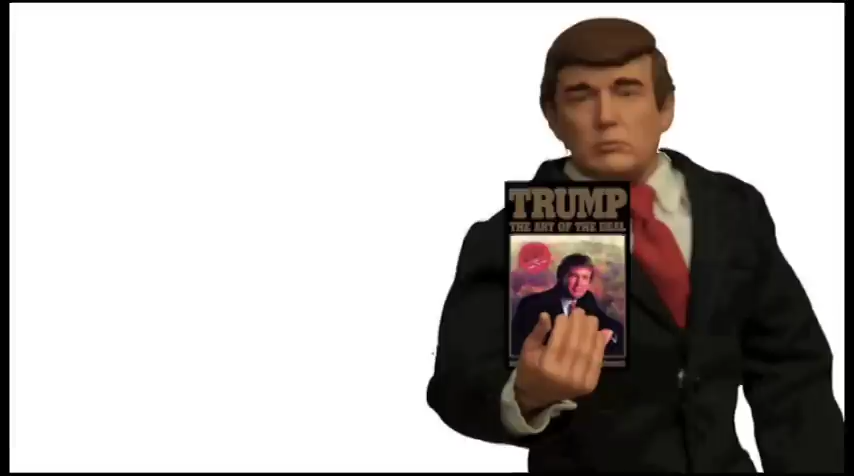 TRUMP
THE ART OF THE DEAL